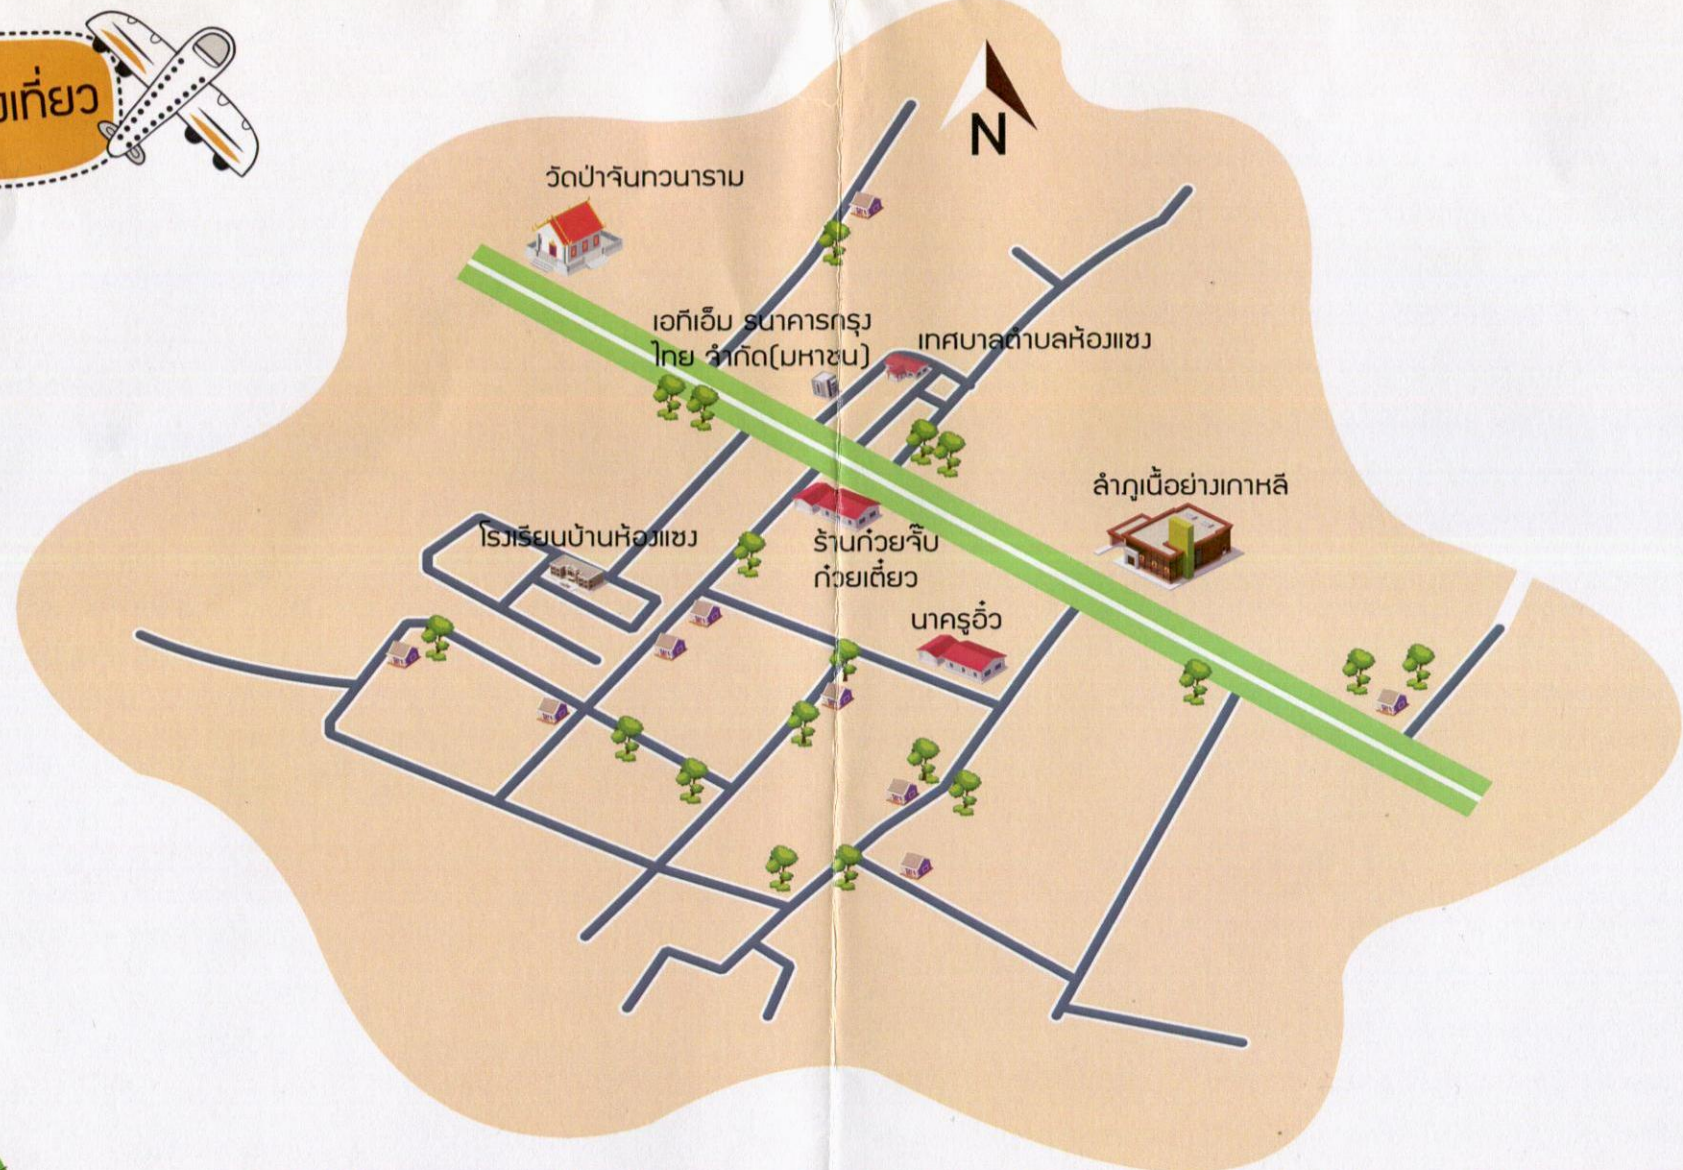 งเที่ยว
N
วัดป่าจันทวนาราม
เอทีเอ็ม ธนาคารกรุง
ไทย จำกัด(มหาชน)
เทศบาลตำบลห้องแซง
ลำภูเนื้อย่างเกาหลี
โรงเรียนบ้านห้องแซง
ร้านก๋วยจั๊บ
ก๋วยเตี๋ยว
นาครูอิ๋ว